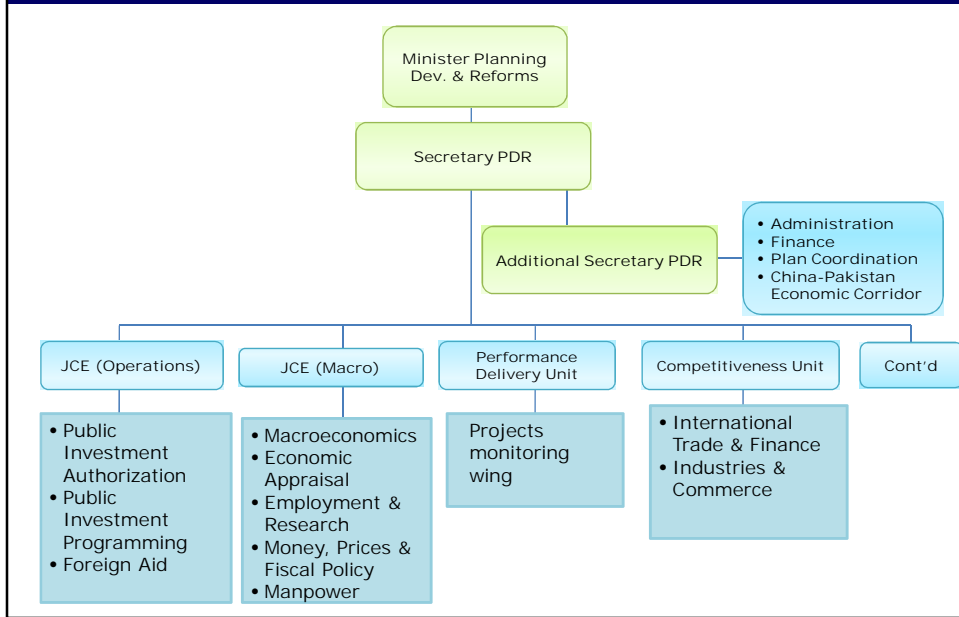 Minister Planning
Dev. & Reforms
Secretary PDR
Additional Secretary PDR
• Administration
• Finance
• Plan Coordination
• China-Pakistan
Economic Corridor
JCE (Operations)
JCE (Macro)
Performance
Delivery Unit
Competitiveness Unit
Cont'd
• Public
Investment
Authorization
• Public
Investment
Programming
• Foreign Aid
• Macroeconomics
• Economic
Appraisal
• Employment &
Research
• Money, Prices &
Fiscal Policy
• Manpower
Projects
monitoring
wing
• International
Trade & Finance
• Industries &
Commerce